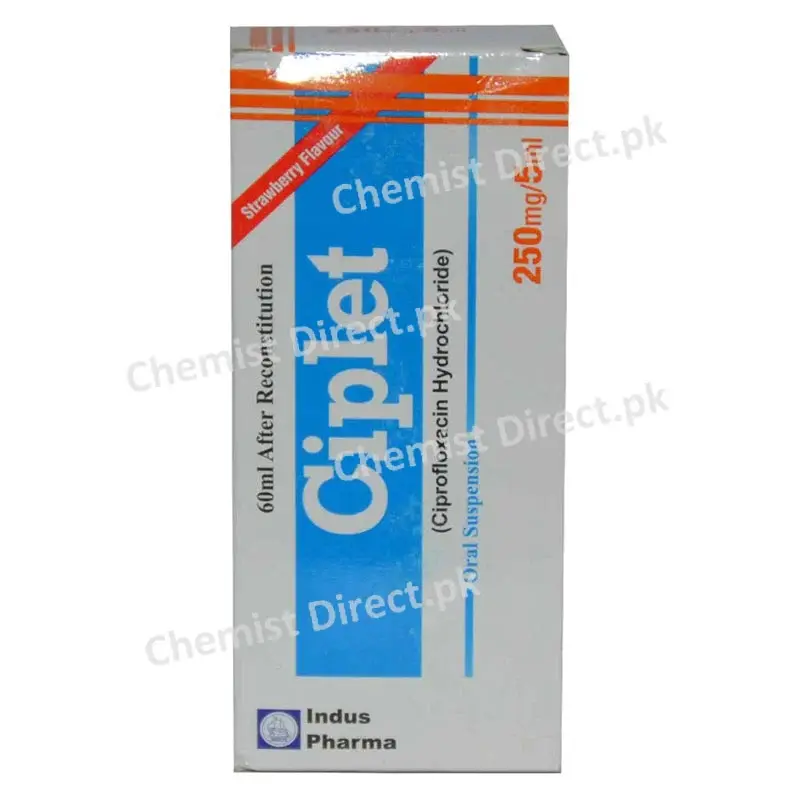 Strawberry Flavour
60ml After Reconstitution
Ciplet
(Ciprofloxacin Hydrochloride)
Oral Suspension
250mg/5ml
Indus
Pharma
Chemist Direct.pk
Chemist Direct.pk
Chemist Direct.pk
Chemist Direct.pk